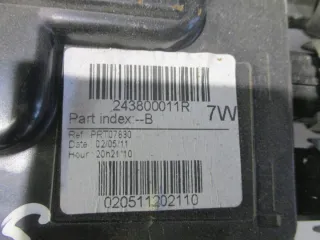 243800011R
Part index:--B
7W
Ref: PRT07630
Date : 02/05/11
Hour : 20h21'10
020511202110